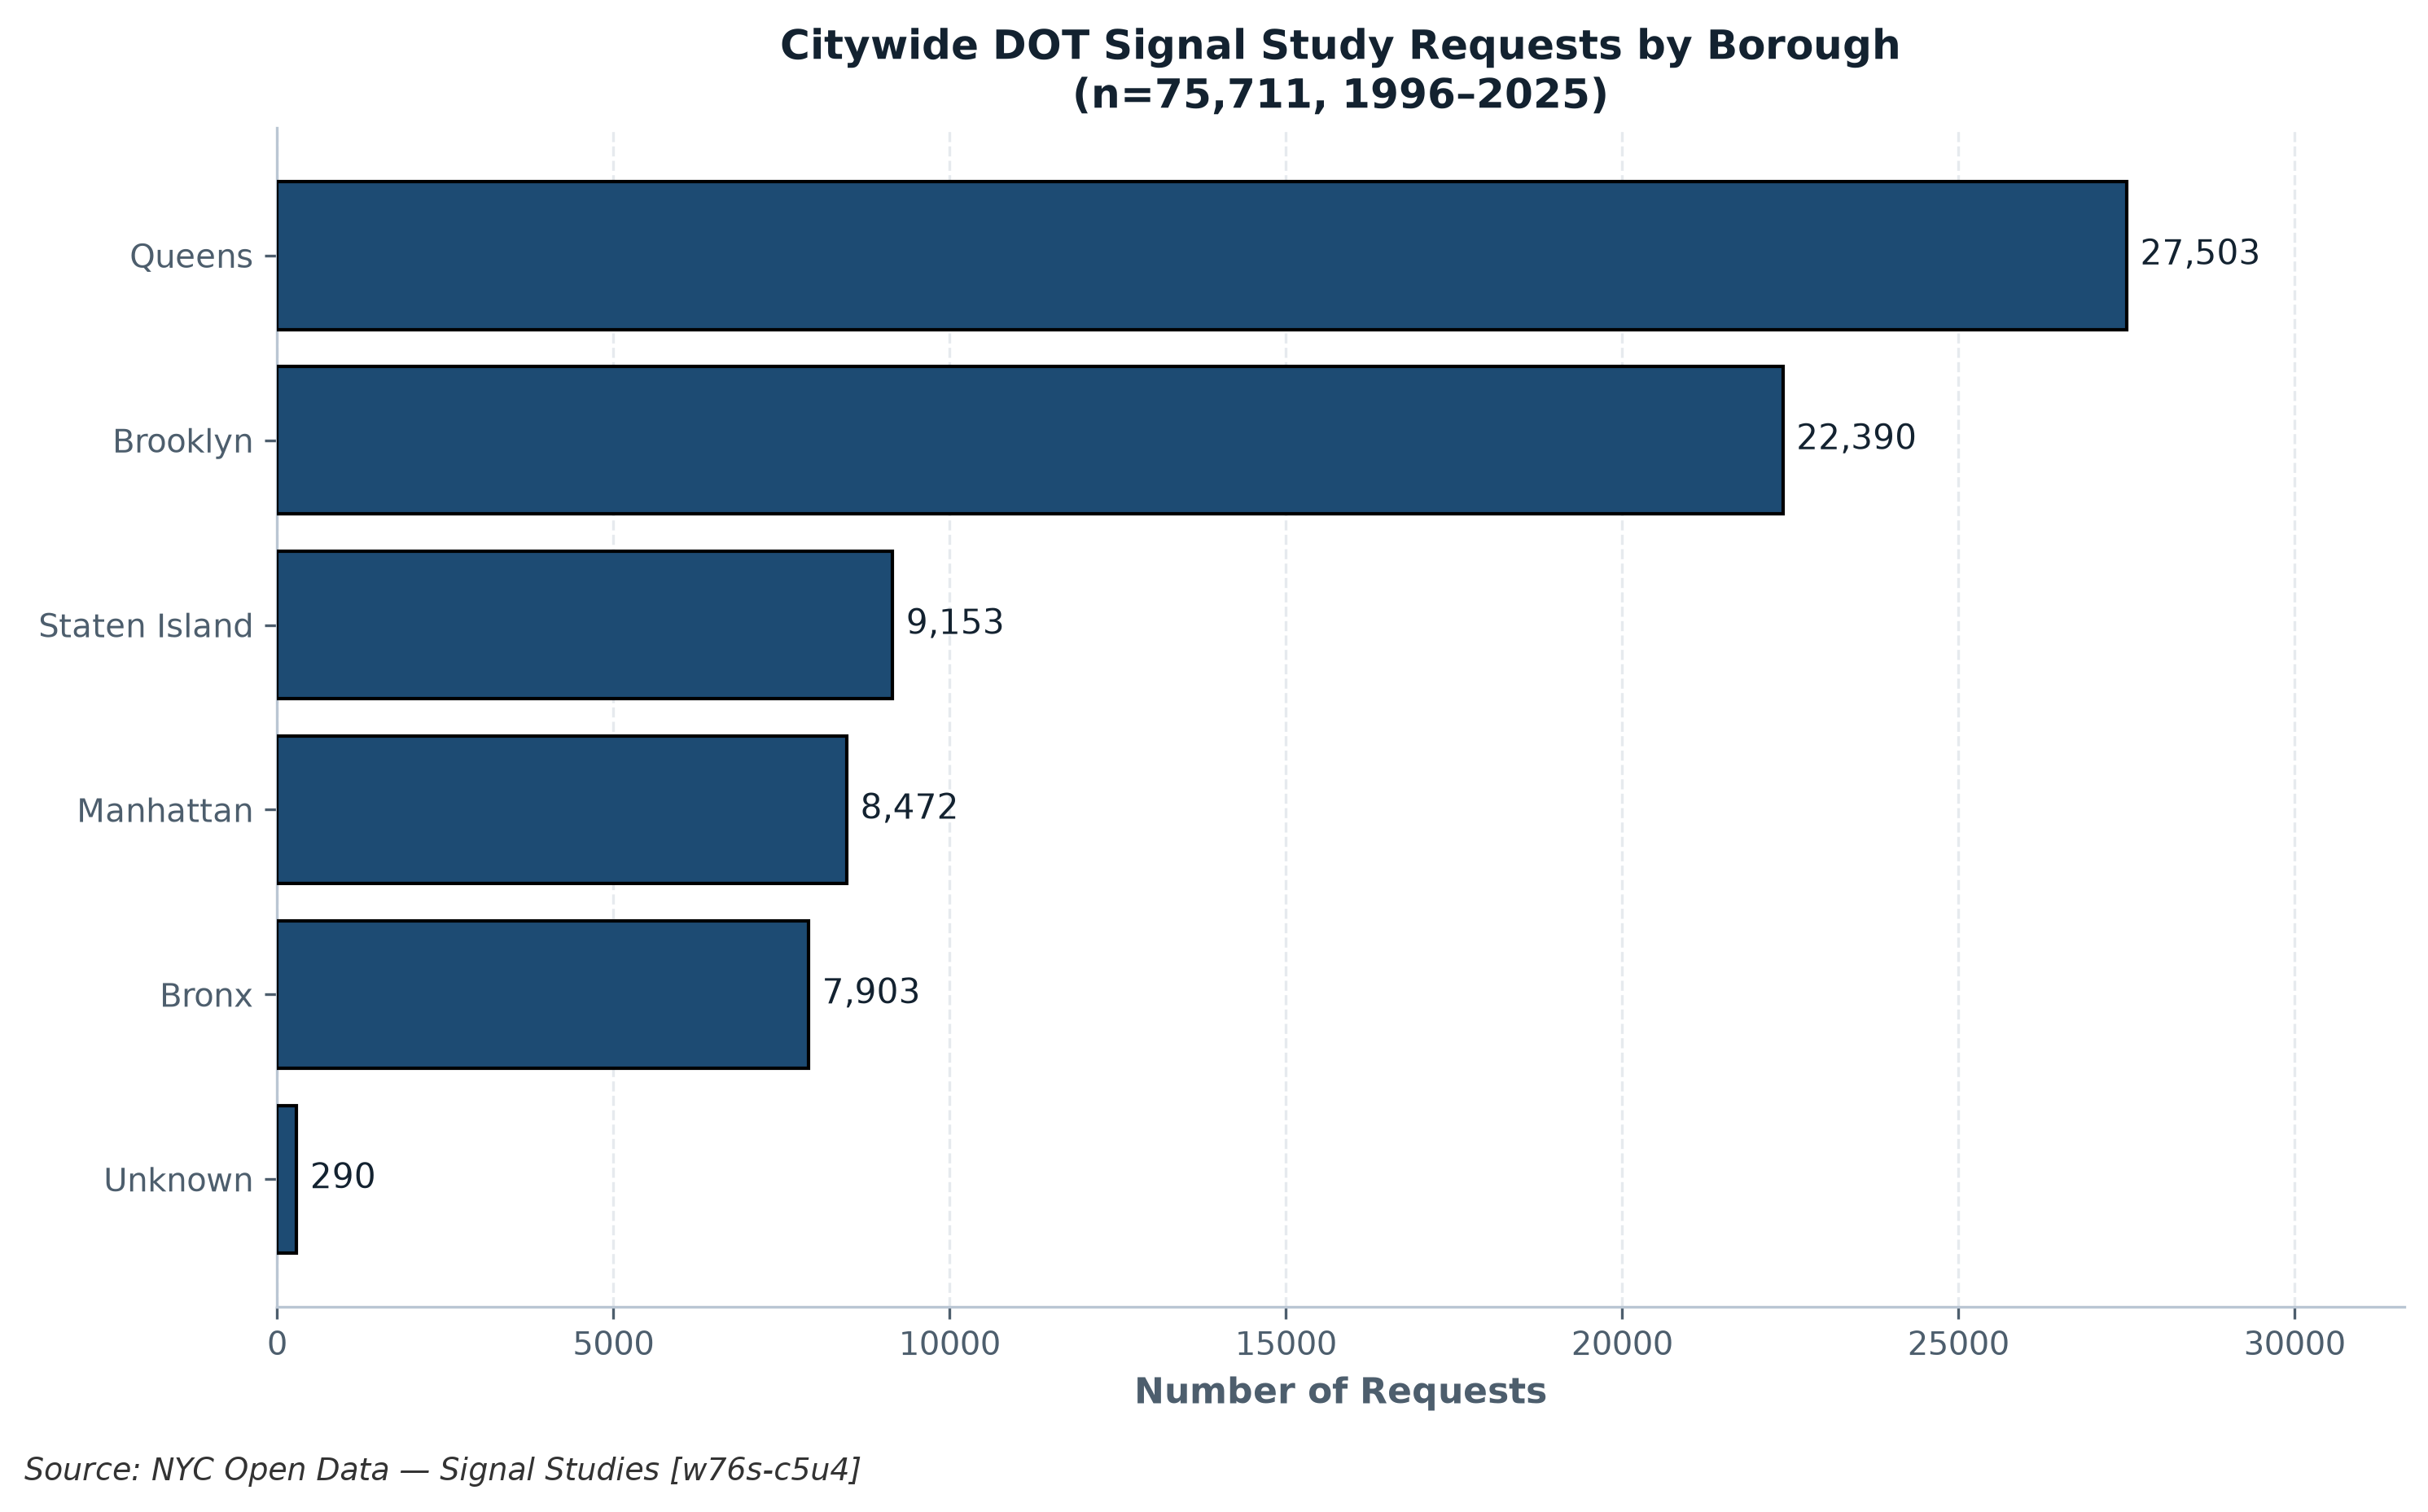 Citywide DOT Signal Study Requests by Borough
(n=75,711, 1996–2025)
Queens
27,503
Brooklyn
22,390
Staten Island
9,153
Manhattan
8,472
Bronx
7,903
Unknown
290
0
5000
10000
15000
20000
25000
30000
Number of Requests
Source: NYC Open Data — Signal Studies [w76s-c5u4]